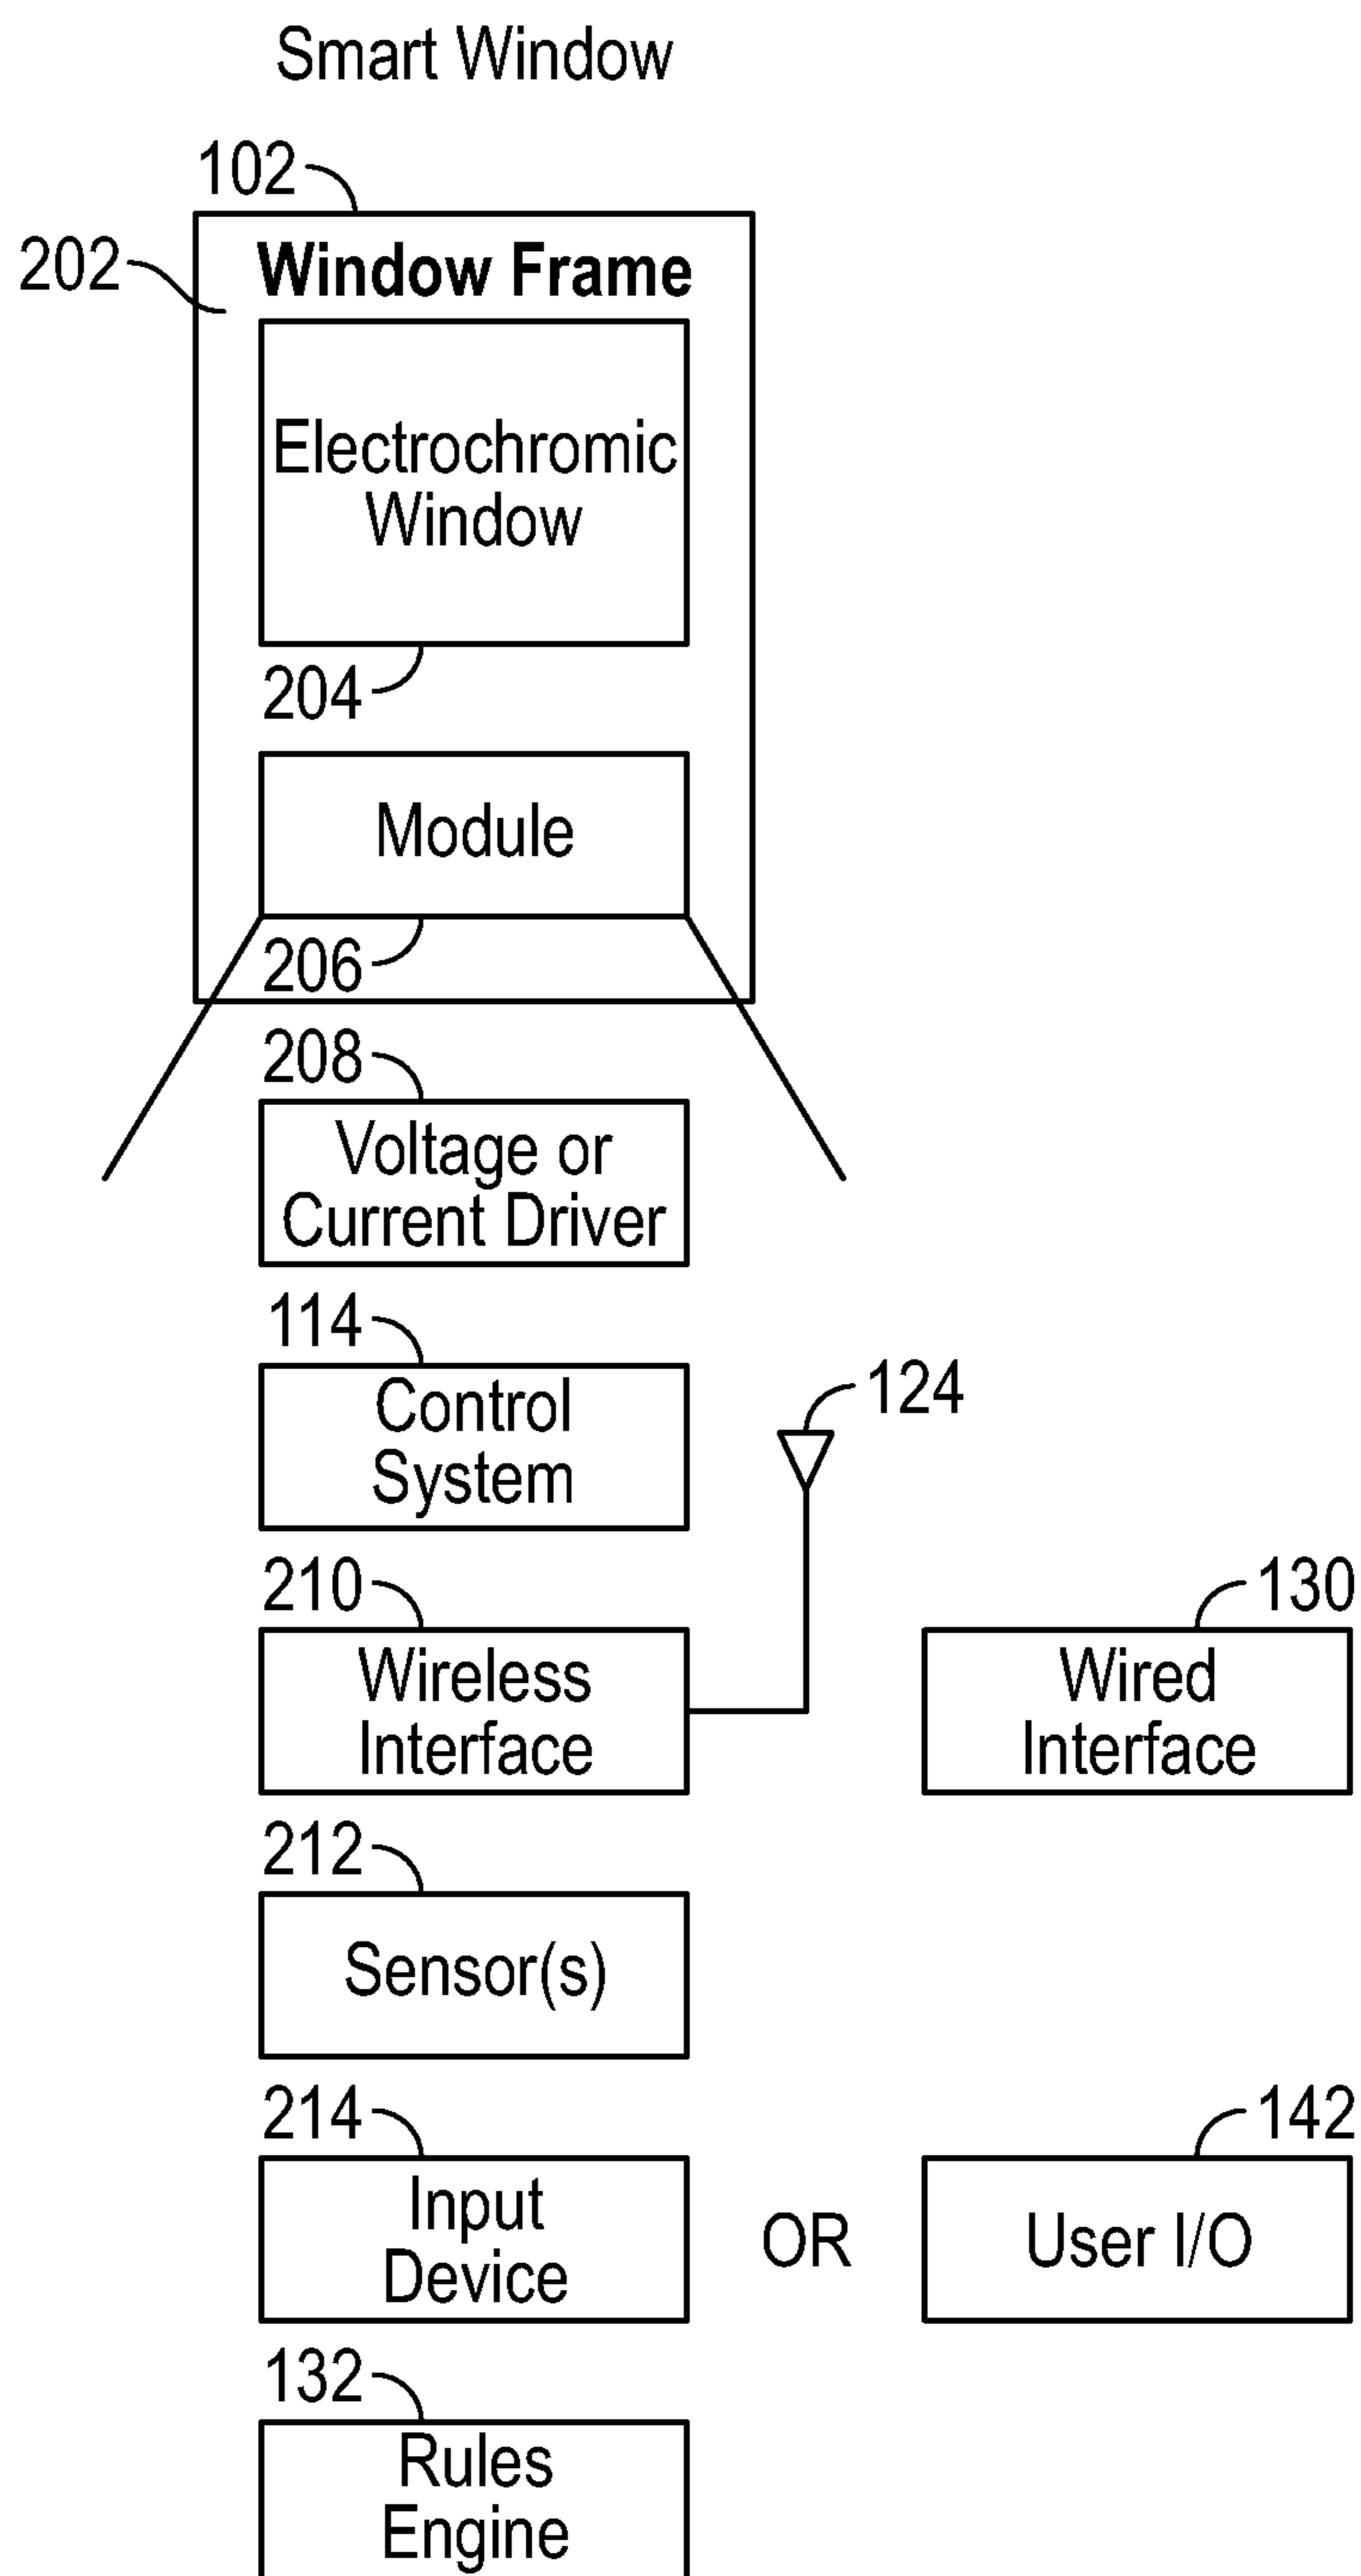 Smart Window
102
202
Window Frame
Electrochromic
Window
204
Module
206
208
Voltage or
Current Driver
114
Control
System
124
210
130
Wireless
Interface
Wired
Interface
212
Sensor(s)
214
142
Input
Device
OR
User I/O
132
Rules
Engine